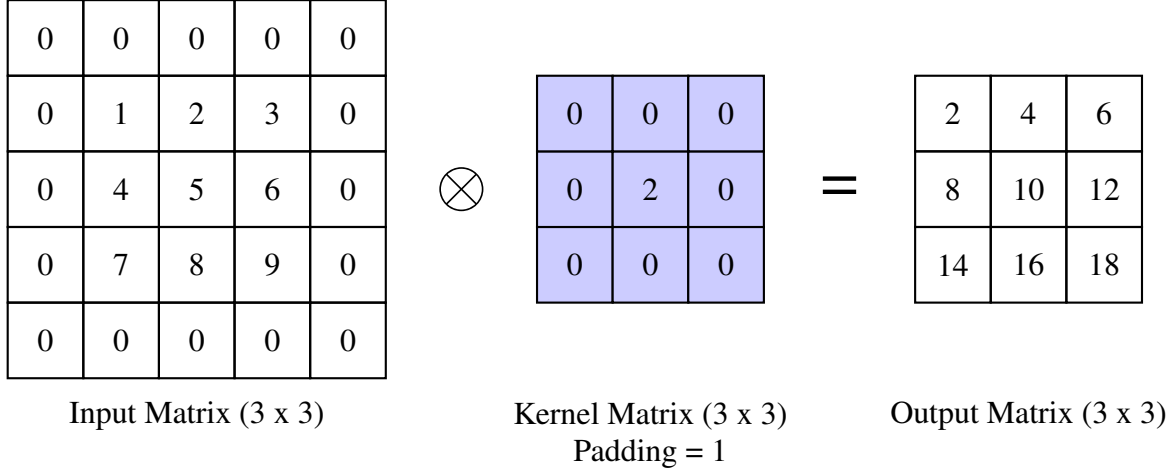 0 0 0 0 0
0 1 2 3 0
0 4 5 6 0
0 7 8 9 0
0 0 0 0 0
Input Matrix (3 x 3)
⊗
0 0 0
0 2 0
0 0 0
Kernel Matrix (3 x 3)
Padding = 1
=
2 4 6
8 10 12
14 16 18
Output Matrix (3 x 3)